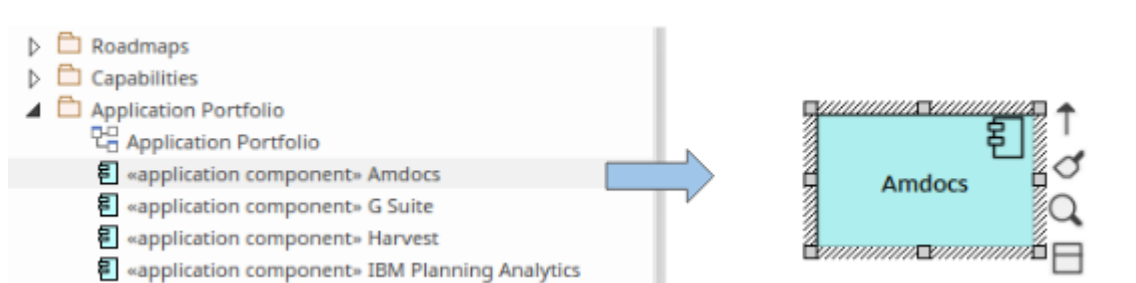 Roadmaps
Capabilities
Application Portfolio
Application Portfolio
«application component» Amdocs
«application component» G Suite
«application component» Harvest
«application component» IBM Planning Analytics
Amdocs